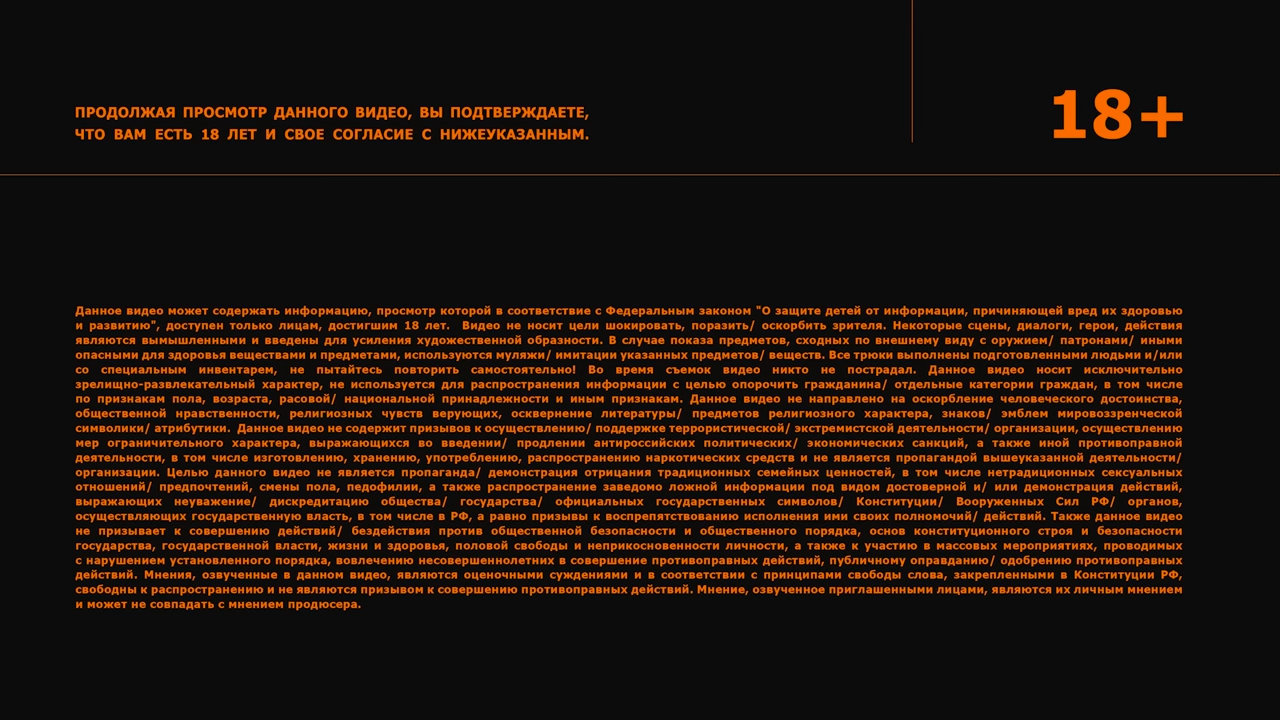 ПРОДОЛЖАЯ ПРОСМОТР ДАННОГО ВИДЕО, ВЫ ПОДТВЕРЖДАЕТЕ,
ЧТО ВАМ ЕСТЬ 18 ЛЕТ И СВОЕ СОГЛАСИЕ С НИЖЕУКАЗАННЫМ.
18+
Данное видео может содержать информацию, просмотр которой в соответствие с Федеральным законом "О защите детей от информации, причиняющей вред их здоровью
и развитию", доступен только лицам, достигшим 18 лет. Видео не носит цели шокировать, поразить/ оскорбить зрителя. Некоторые сцены, диалоги, герои, действия
являются вымышленными и введены для усиления художественной образности. В случае показа предметов, сходных по внешнему виду с оружием/ патронами/ иными
опасными для здоровья веществами и предметами, используются муляжи/ имитации указанных предметов/ веществ. Все трюки выполнены подготовленными людьми и/или
со специальным инвентарем, не пытайтесь повторить самостоятельно! Во время съемок видео никто не пострадал. Данное видео носит исключительно
зрелищно-развлекательный характер, не используется для распространения информации с целью опорочить гражданина/ отдельные категории граждан, в том числе
по признакам пола, возраста, расовой/ национальной принадлежности и иным признакам. Данное видео не направлено на оскорбление человеческого достоинства,
общественной нравственности, религиозных чувств верующих, осквернение литературы/ предметов религиозного характера, знаков/ эмблем мировоззренческой
символики/ атрибутики. Данное видео не содержит призывов к осуществлению/ поддержке террористической/ экстремистской деятельности/ организации, осуществлению
мер ограничительного характера, выражающихся во введении/ продлении антироссийских политических/ экономических санкций, а также иной противоправной
деятельности, в том числе изготовлению, хранению, употреблению, распространению наркотических средств и не является пропагандой вышеуказанной деятельности/
организации. Целью данного видео не является пропаганда/ демонстрация отрицания традиционных семейных ценностей, в том числе нетрадиционных сексуальных
отношений/ предпочтений, смены пола, педофилии, а также распространение заведомо ложной информации под видом достоверной и/ или демонстрация действий,
выражающих неуважение/ дискредитацию общества/ государства/ официальных государственных символов/ Конституции/ Вооруженных Сил РФ/ органов,
осуществляющих государственную власть, в том числе в РФ, а равно призывы к воспрепятствованию исполнения ими своих полномочий/ действий. Также данное видео
не призывает к совершению действий/ бездействия против общественной безопасности и общественного порядка, основ конституционного строя и безопасности
государства, государственной власти, жизни и здоровья, половой свободы и неприкосновенности личности, а также к участию в массовых мероприятиях, проводимых
с нарушением установленного порядка, вовлечению несовершеннолетних в совершение противоправных действий, публичному оправданию/ одобрению противоправных
действий. Мнения, озвученные в данном видео, являются оценочными суждениями и в соответствии с принципами свободы слова, закрепленными в Конституции РФ,
свободны к распространению и не являются призывом к совершению противоправных действий. Мнение, озвученное приглашенными лицами, являются их личным мнением
и может не совпадать с мнением продюсера.